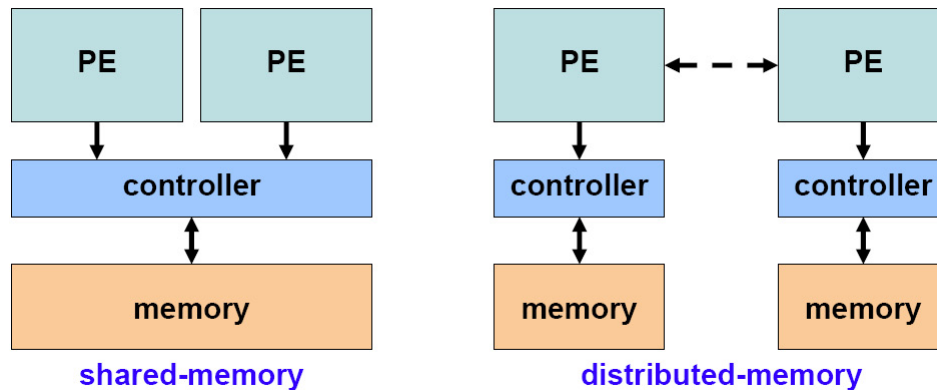 PE PE
controller
memory
shared-memory
PE PE
controller controller
memory memory
distributed-memory